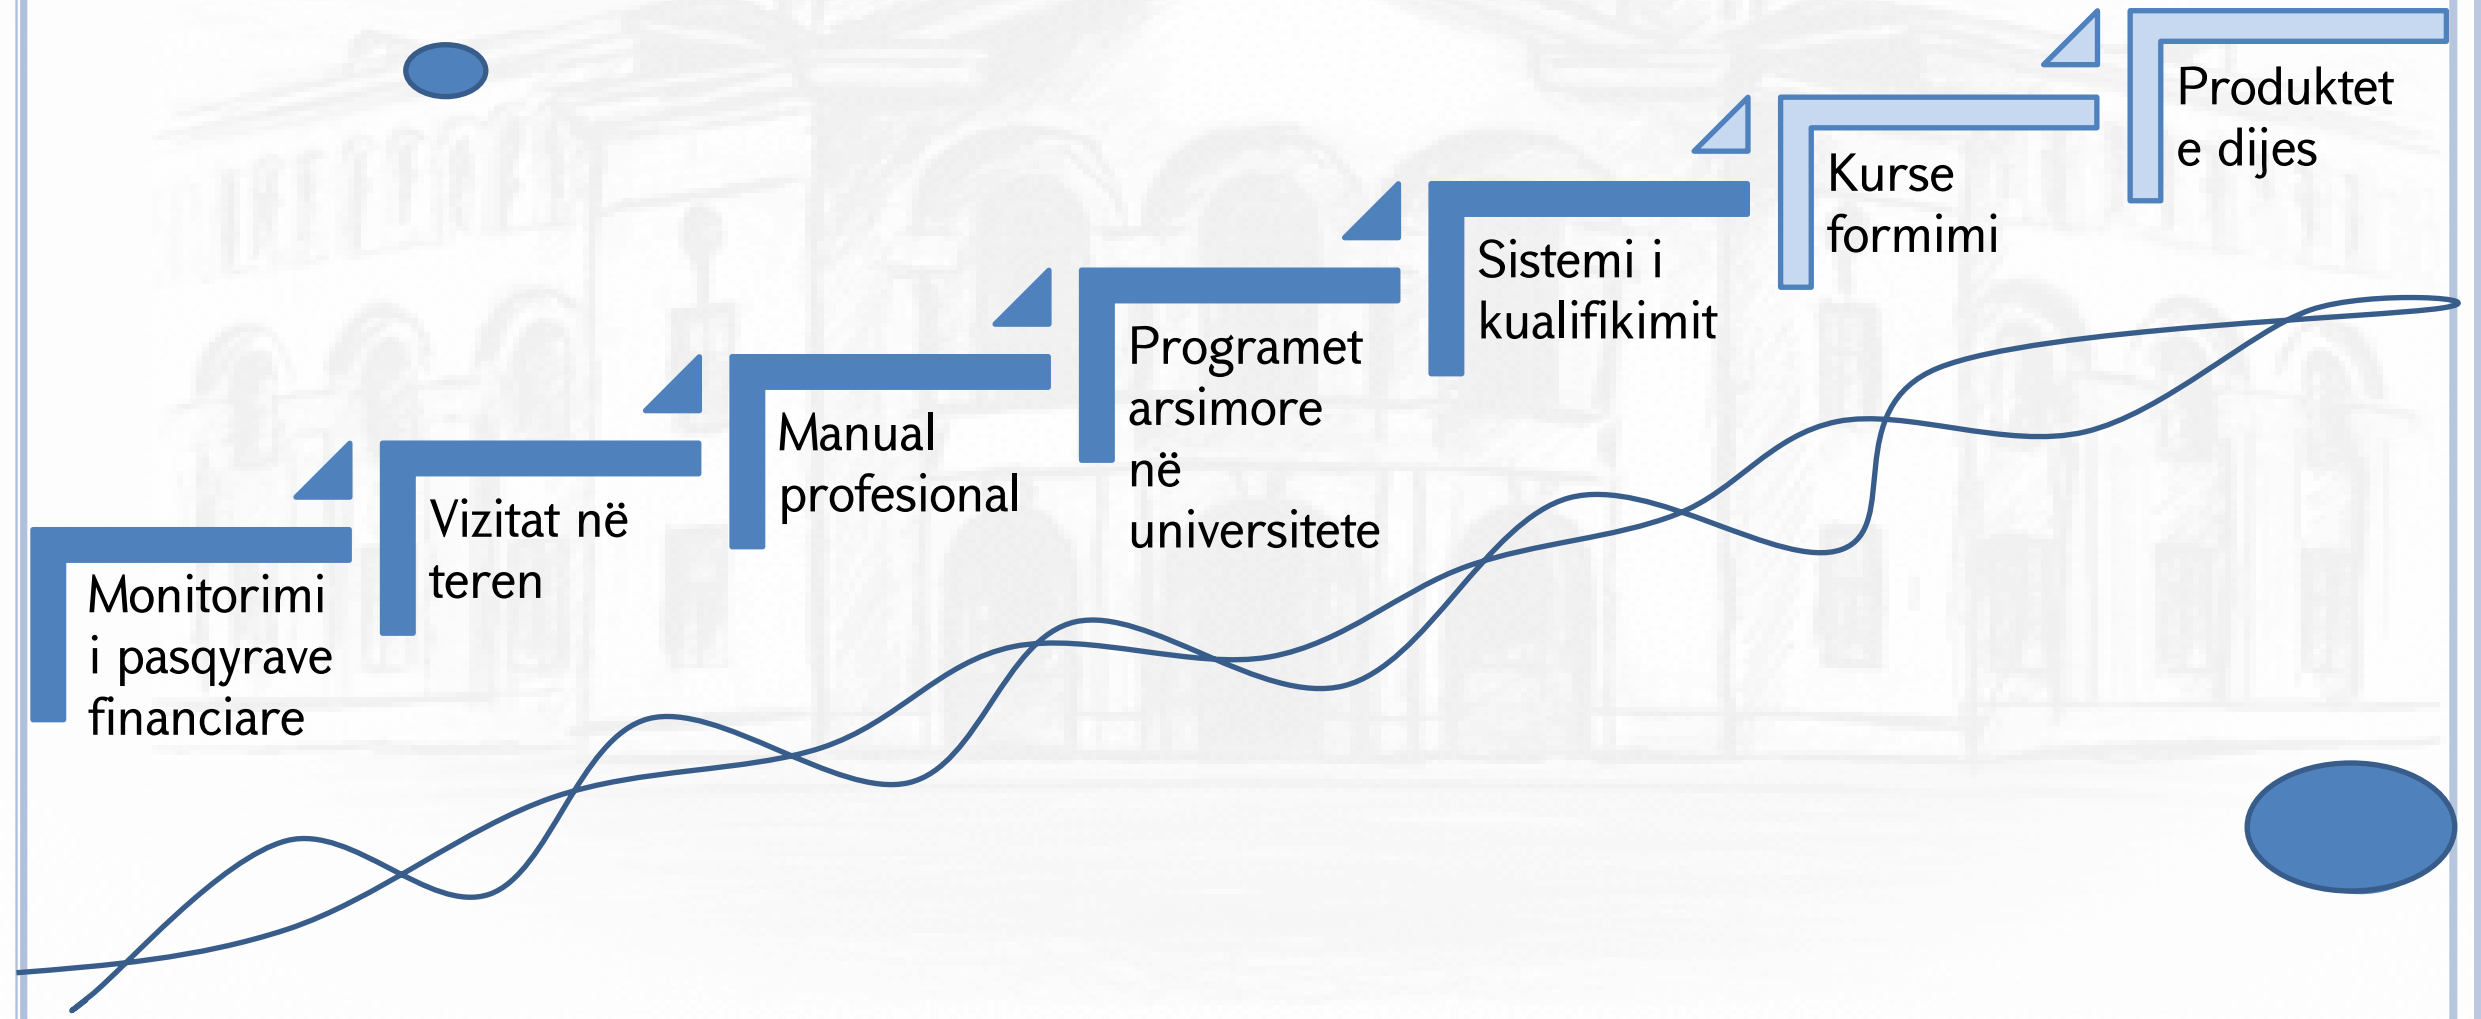 Monitorimi
i pasqyrave
financiare
Vizitat në
teren
Manual
profesional
Programet
arsimore
në
universitete
Sistemi i
kualifikimit
Kurse
formimi
Produktet
e dijes